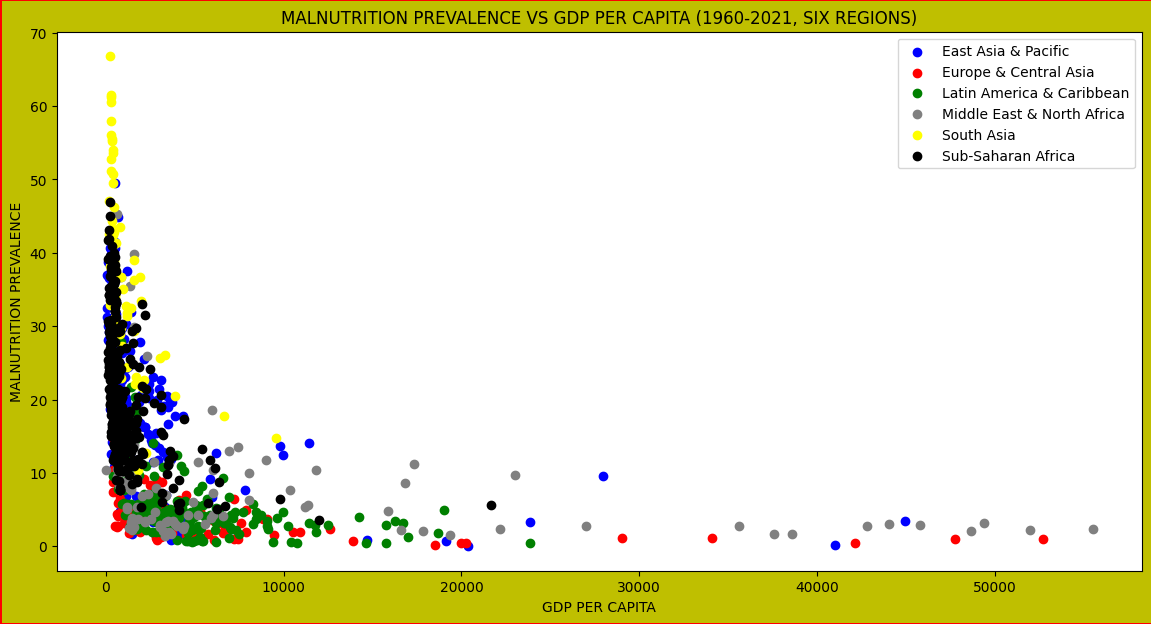 MALNUTRITION PREVALENCE VS GDP PER CAPITA (1960-2021, SIX REGIONS)
East Asia & Pacific
Europe & Central Asia
Latin America & Caribbean
Middle East & North Africa
South Asia
Sub-Saharan Africa
MALNUTRITION PREVALENCE
70
60
50
40
30
20
10
0
0 10000 20000 30000 40000 50000
GDP PER CAPITA